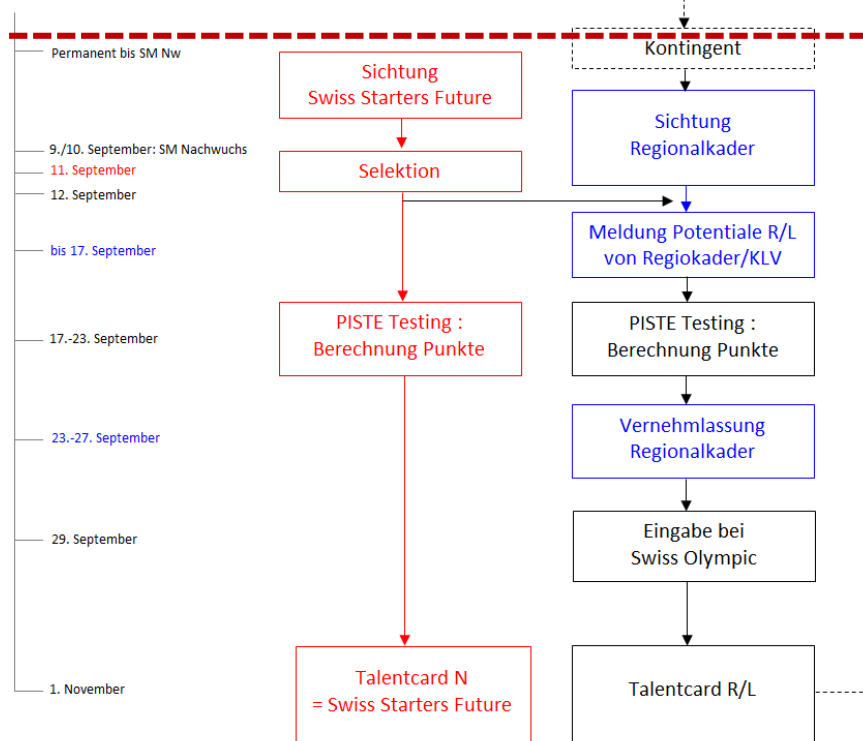 Permanent bis SM Nw
9./10. September: SM Nachwuchs
11. September
12. September
bis 17. September
17.-23. September
23.-27. September
29. September
1. November
Sichtung
Swiss Starters Future
Selektion
PISTE Testing :
Berechnung Punkte
Talentcard N
= Swiss Starters Future
Kontingent
Sichtung
Regionalkader
Meldung Potentiale R/L
von Regiokader/KLV
PISTE Testing :
Berechnung Punkte
Vernehmlassung
Regionalkader
Eingabe bei
Swiss Olympic
Talentcard R/L